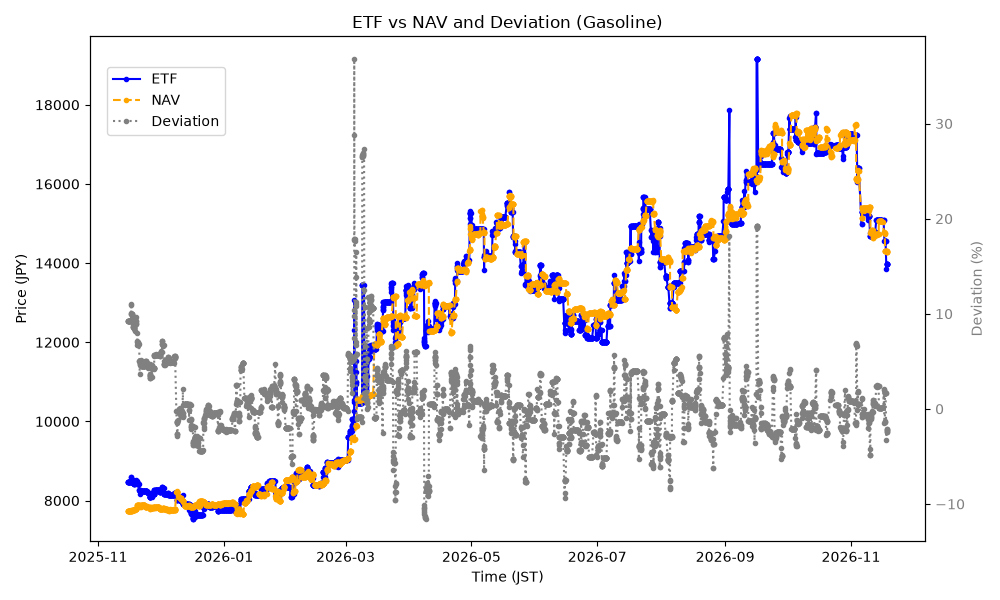 ETF vs NAV and Deviation (Gasoline)
ETF
NAV
Deviation
Price (JPY)
18000
16000
14000
12000
10000
8000
Deviation (%)
30
20
10
0
−10
2025-11
2026-01
2026-03
2026-05
2026-07
2026-09
2026-11
Time (JST)